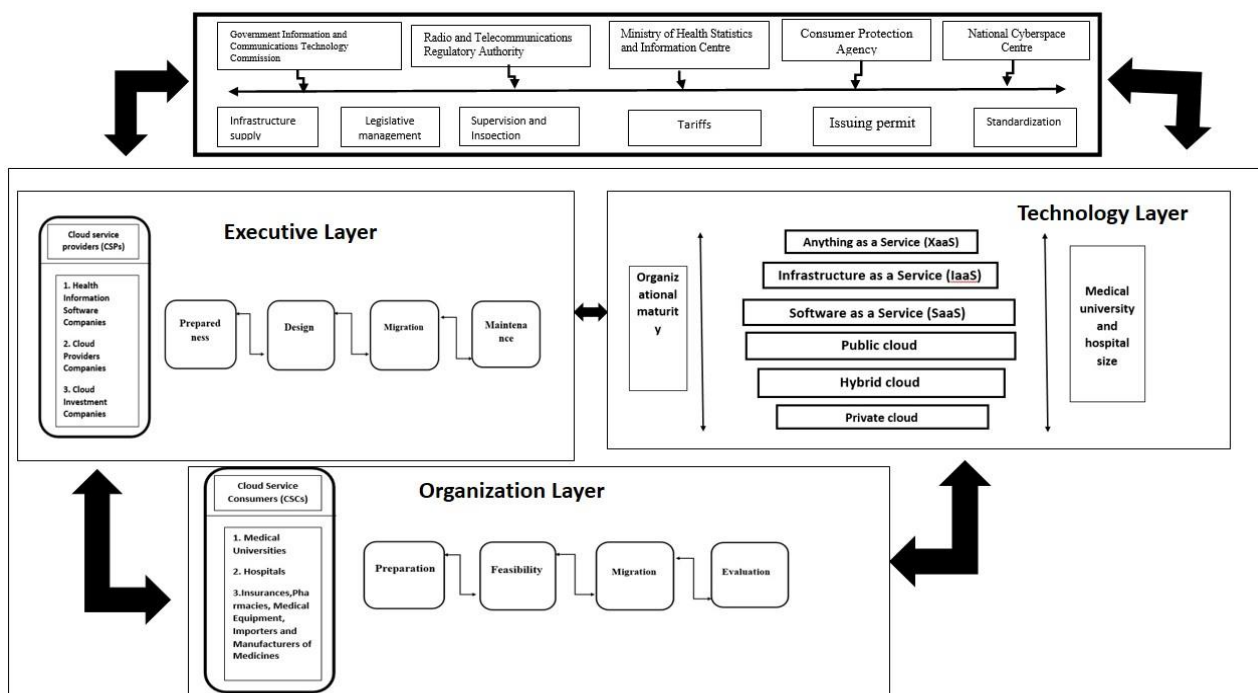 Government Information and
Communications Technology
Commission
Radio and Telecommunications
Regulatory Authority
Ministry of Health Statistics
and Information Centre
Consumer Protection
Agency
National Cyberspace
Centre
Infrastructure
supply
Legislative
management
Supervision and
Inspection
Tariffs
Issuing permit
Standardization
Executive Layer
Cloud service
providers (CSPs)
1. Health
Information
Software
Companies
2. Cloud
Providers
Companies
3. Cloud
Investment
Companies
Prepared
ness
Design
Migration
Maintena
nce
Technology Layer
Organiz
ational
maturit
y
Anything as a Service (XaaS)
Infrastructure as a Service (IaaS)
Software as a Service (SaaS)
Public cloud
Hybrid cloud
Private cloud
Medical
university
and
hospital
size
Organization Layer
Cloud Service
Consumers (CSCs)
1. Medical
Universities
2. Hospitals
3.Insurances,Pha
rmacies, Medical
Equipment,
Importers and
Manufacturers of
Medicines
Preparation
Feasibility
Migration
Evaluation